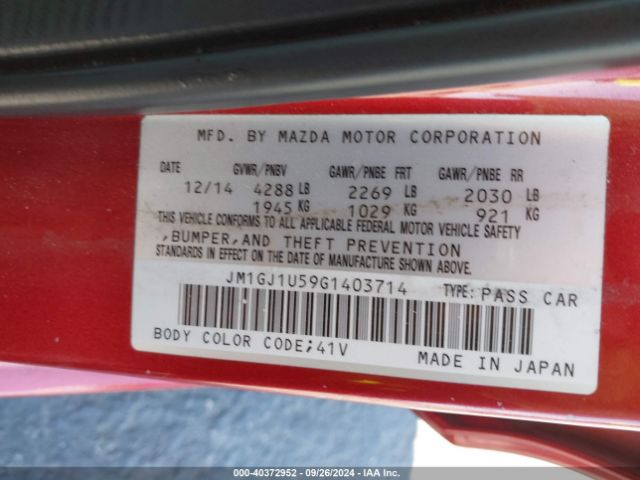 MFD. BY MAZDA MOTOR CORPORATION
DATE GVWR/PNBV GAWR/PNBE FRT GAWR/PNBE RR
12/14 4288 LB 2269 LB 2030 LB
1945 KG 1029 KG 921 KG
THIS VEHICLE CONFORMS TO ALL APPLICABLE FEDERAL MOTOR VEHICLE SAFETY
,BUMPER,AND THEFT PREVENTION
STANDARDS IN EFFECT ON THE DATE OF MANUFACTURE SHOWN ABOVE.
JM1GJ1U59G1403714 TYPE: PASS CAR
BODY COLOR CODE;41V
MADE IN JAPAN
000-40372952 - 09/26/2024 - IAA Inc.